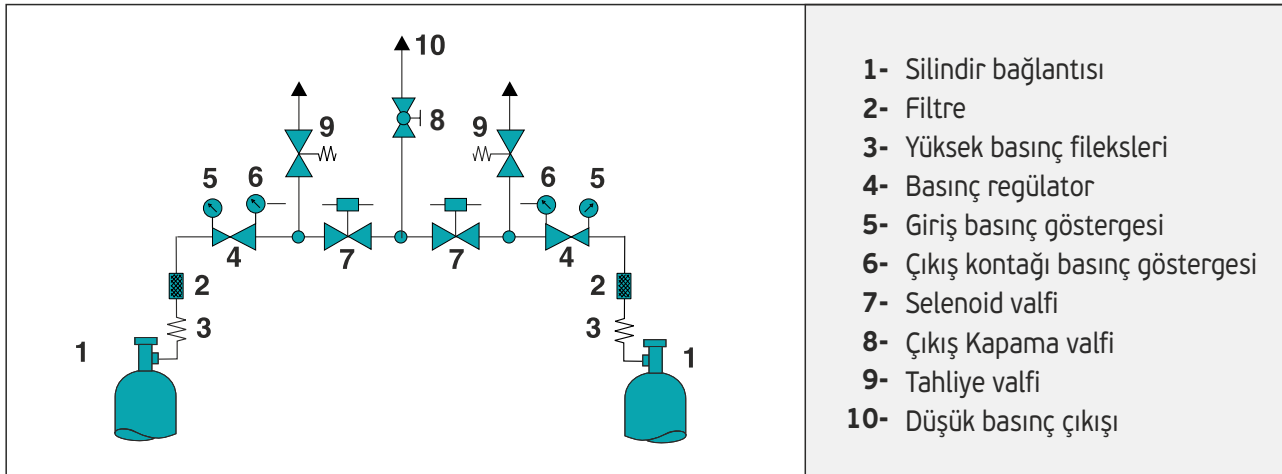 10
9
8
9
5
6
6
5
4
7
7
4
2
2
3
3
1
1
1- Silindir bağlantısı
2- Filtre
3- Yüksek basınç fileksleri
4- Basınç regülator
5- Giriş basınç göstergesi
6- Çıkış kontağı basınç göstergesi
7- Selenoid valfi
8- Çıkış Kapama valfi
9- Tahliye valfi
10- Düşük basınç çıkışı